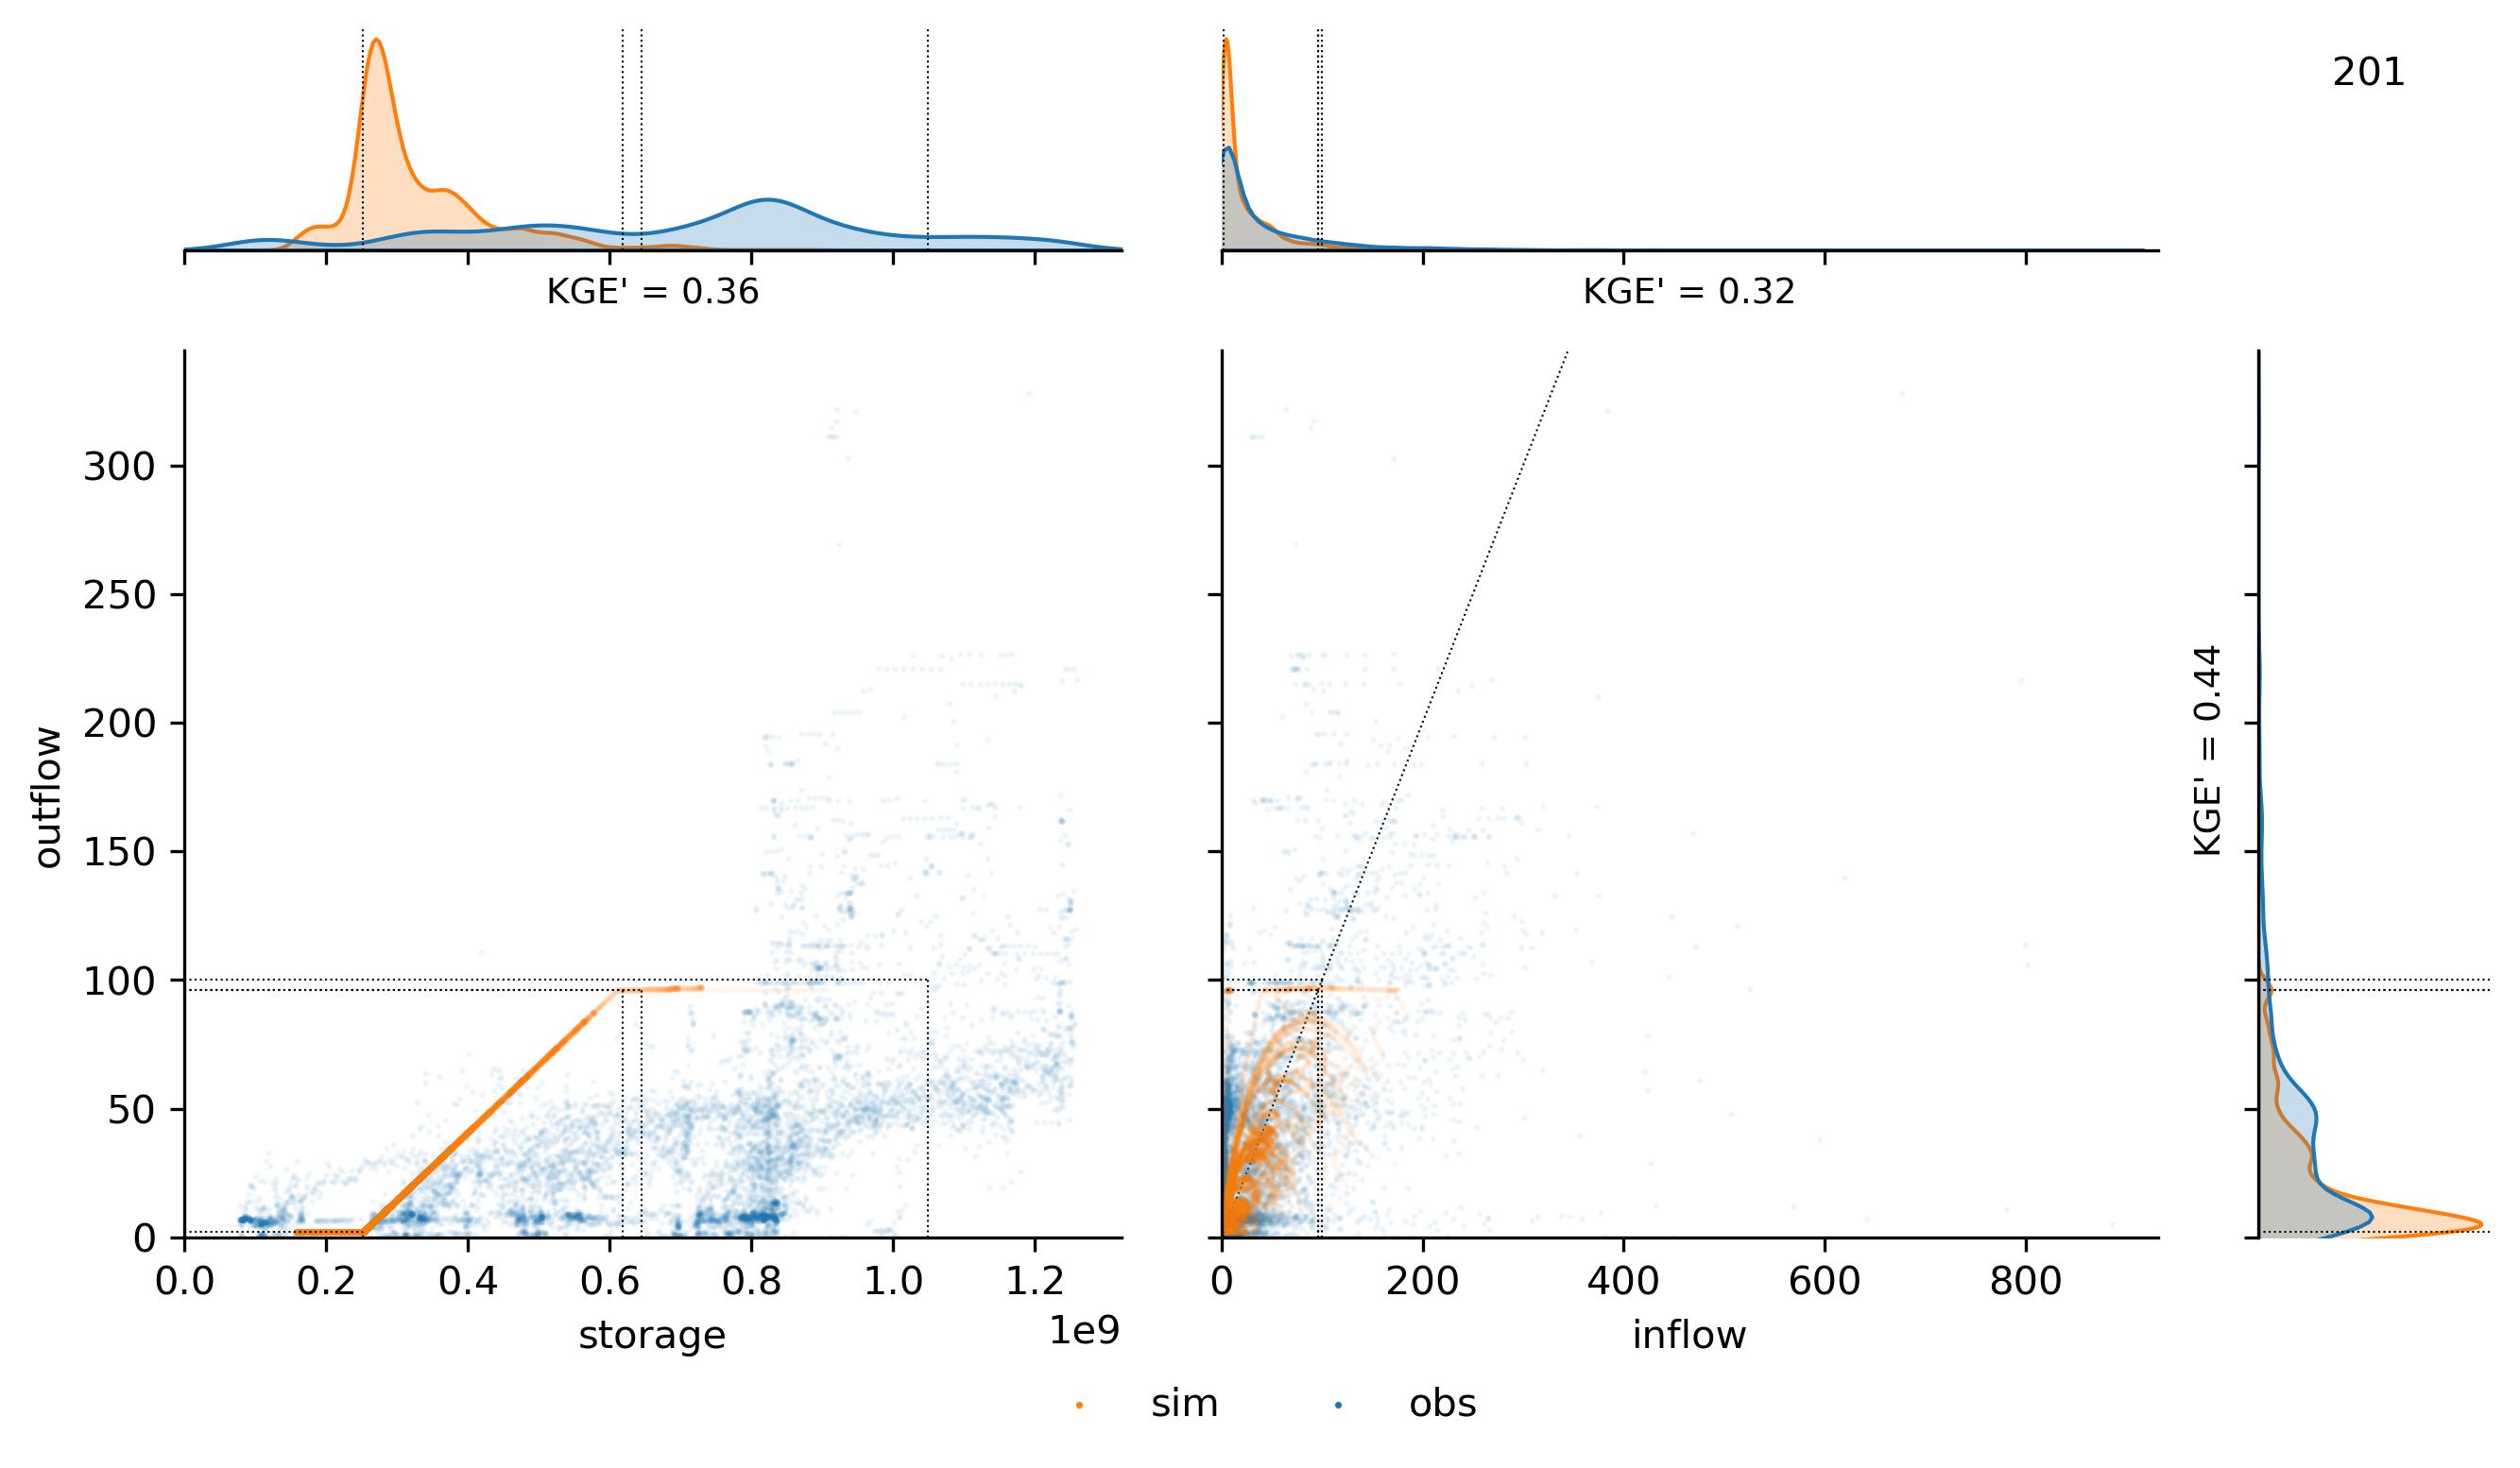 201
KGE' = 0.36
KGE' = 0.32
outflow
300
250
200
150
100
50
0
0.0 0.2 0.4 0.6 0.8 1.0 1.2
storage
1e9
0 200 400 600 800
inflow
KGE' = 0.44
sim obs